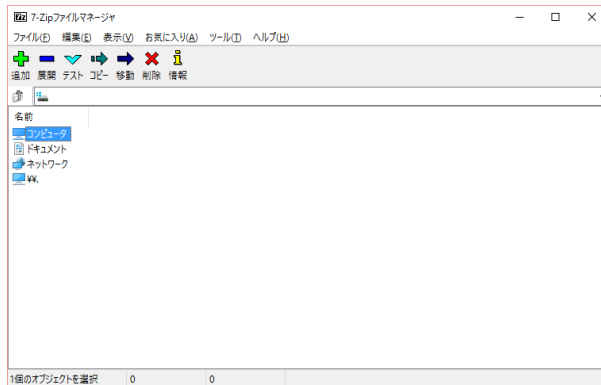 7z 7-Zipファイルマネージャ
ファイル(F) 編集(E) 表示(V) お気に入り(A) ツール(T) ヘルプ(H)
追加 展開 テスト コピー 移動 削除 情報
名前
コンピュータ
ドキュメント
ネットワーク
¥¥.
1個のオブジェクトを選択 0 0